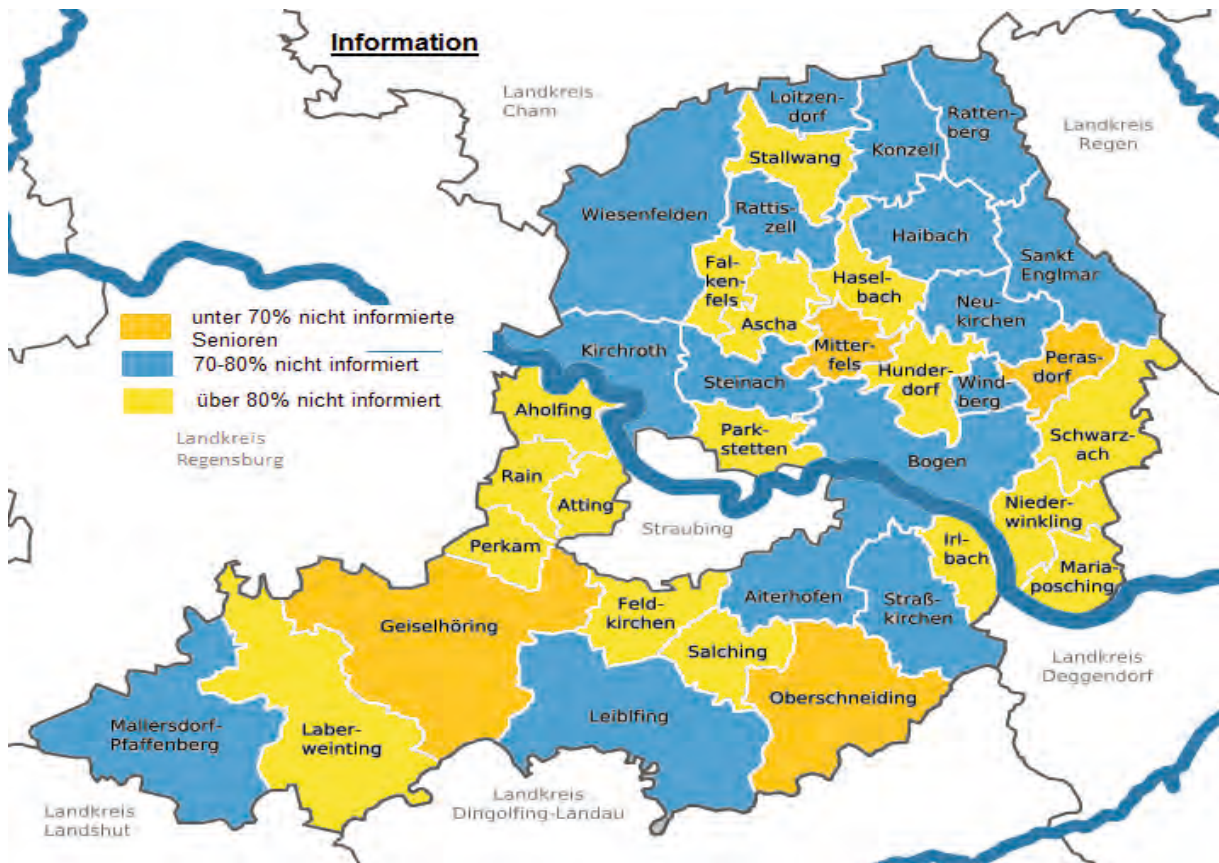 Information
Landkreis
Cham
Loitzen-
dorf
Konzell
Ratten-
berg
Landkreis
Regen
Stallwang
Wiesenfelden
Rattis-
zell
Haibach
Sankt
Englmar
Fal-
ken-
fels
Hasel-
bach
Neu-
kirchen
Ascha
Mitter-
fels
Peras-
dorf
Kirchroth
Steinach
Hunder-
dorf
Wind-
berg
unter 70% nicht informierte
Senioren
70-80% nicht informiert
über 80% nicht informiert
Landkreis
Regensburg
Aholfing
Park-
stetten
Bogen
Schwarz-
ach
Rain
Atting
Straubing
Nieder-
winkling
Perkam
Irl-
bach
Maria-
posching
Geiselhöring
Feld-
kirchen
Aiterhofen
Straß-
kirchen
Salching
Landkreis
Deggendorf
Oberschneiding
Mallersdorf-
Pfaffenberg
Laber-
weinting
Leiblfing
Landkreis
Dingolfing-Landau
Landkreis
Landshut